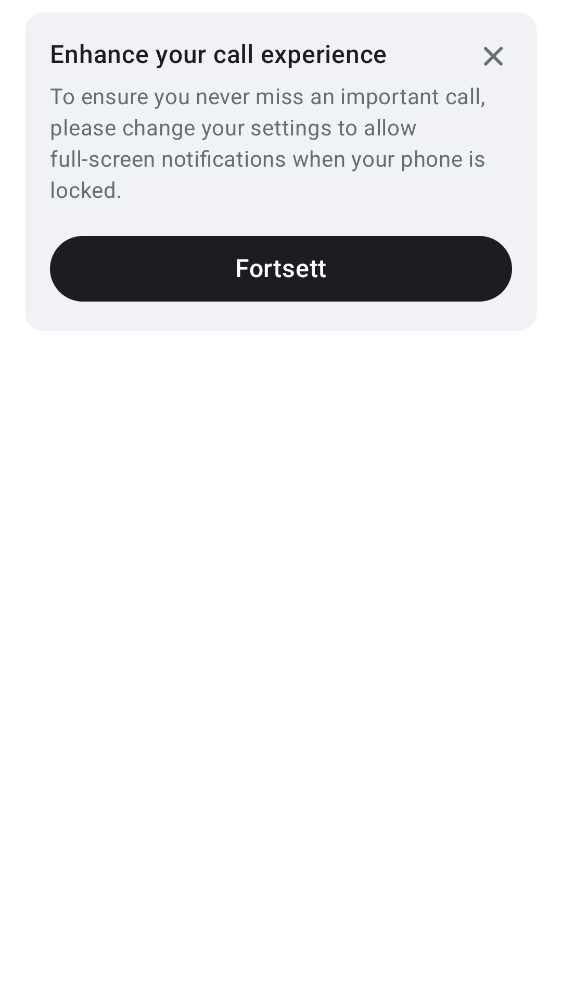 Enhance your call experience
To ensure you never miss an important call,
please change your settings to allow
full-screen notifications when your phone is
locked.
Fortsett